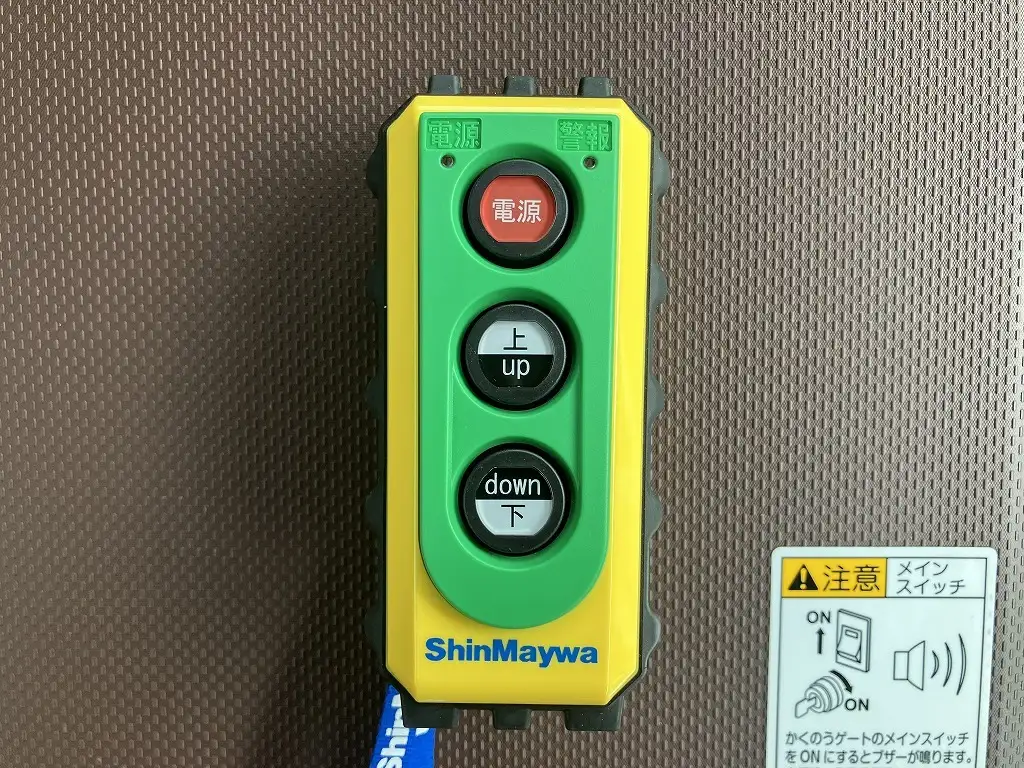 電源 警報
電源
上
up
down
下
ShinMaywa
Shin
注意 メイン
スイッチ
ON
ON
かくのうゲートのメインスイッチ
をONにするとブザーが鳴ります。